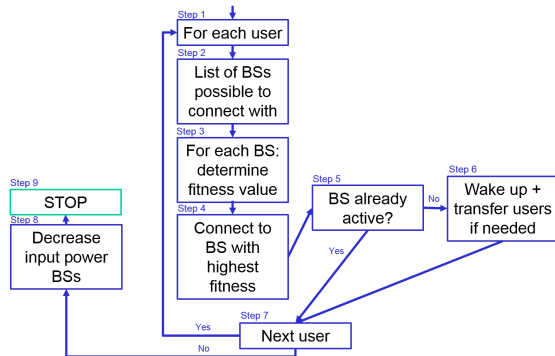 Step 1
For each user
Step 2
List of BSs
possible to
connect with
Step 3
For each BS:
determine
fitness value
Step 4
Connect to
BS with
highest
fitness
Step 5
BS already
active?
No
Yes
Step 6
Wake up +
transfer users
if needed
Step 7
Next user
Yes
No
Step 8
Decrease
input power
BSs
Step 9
STOP